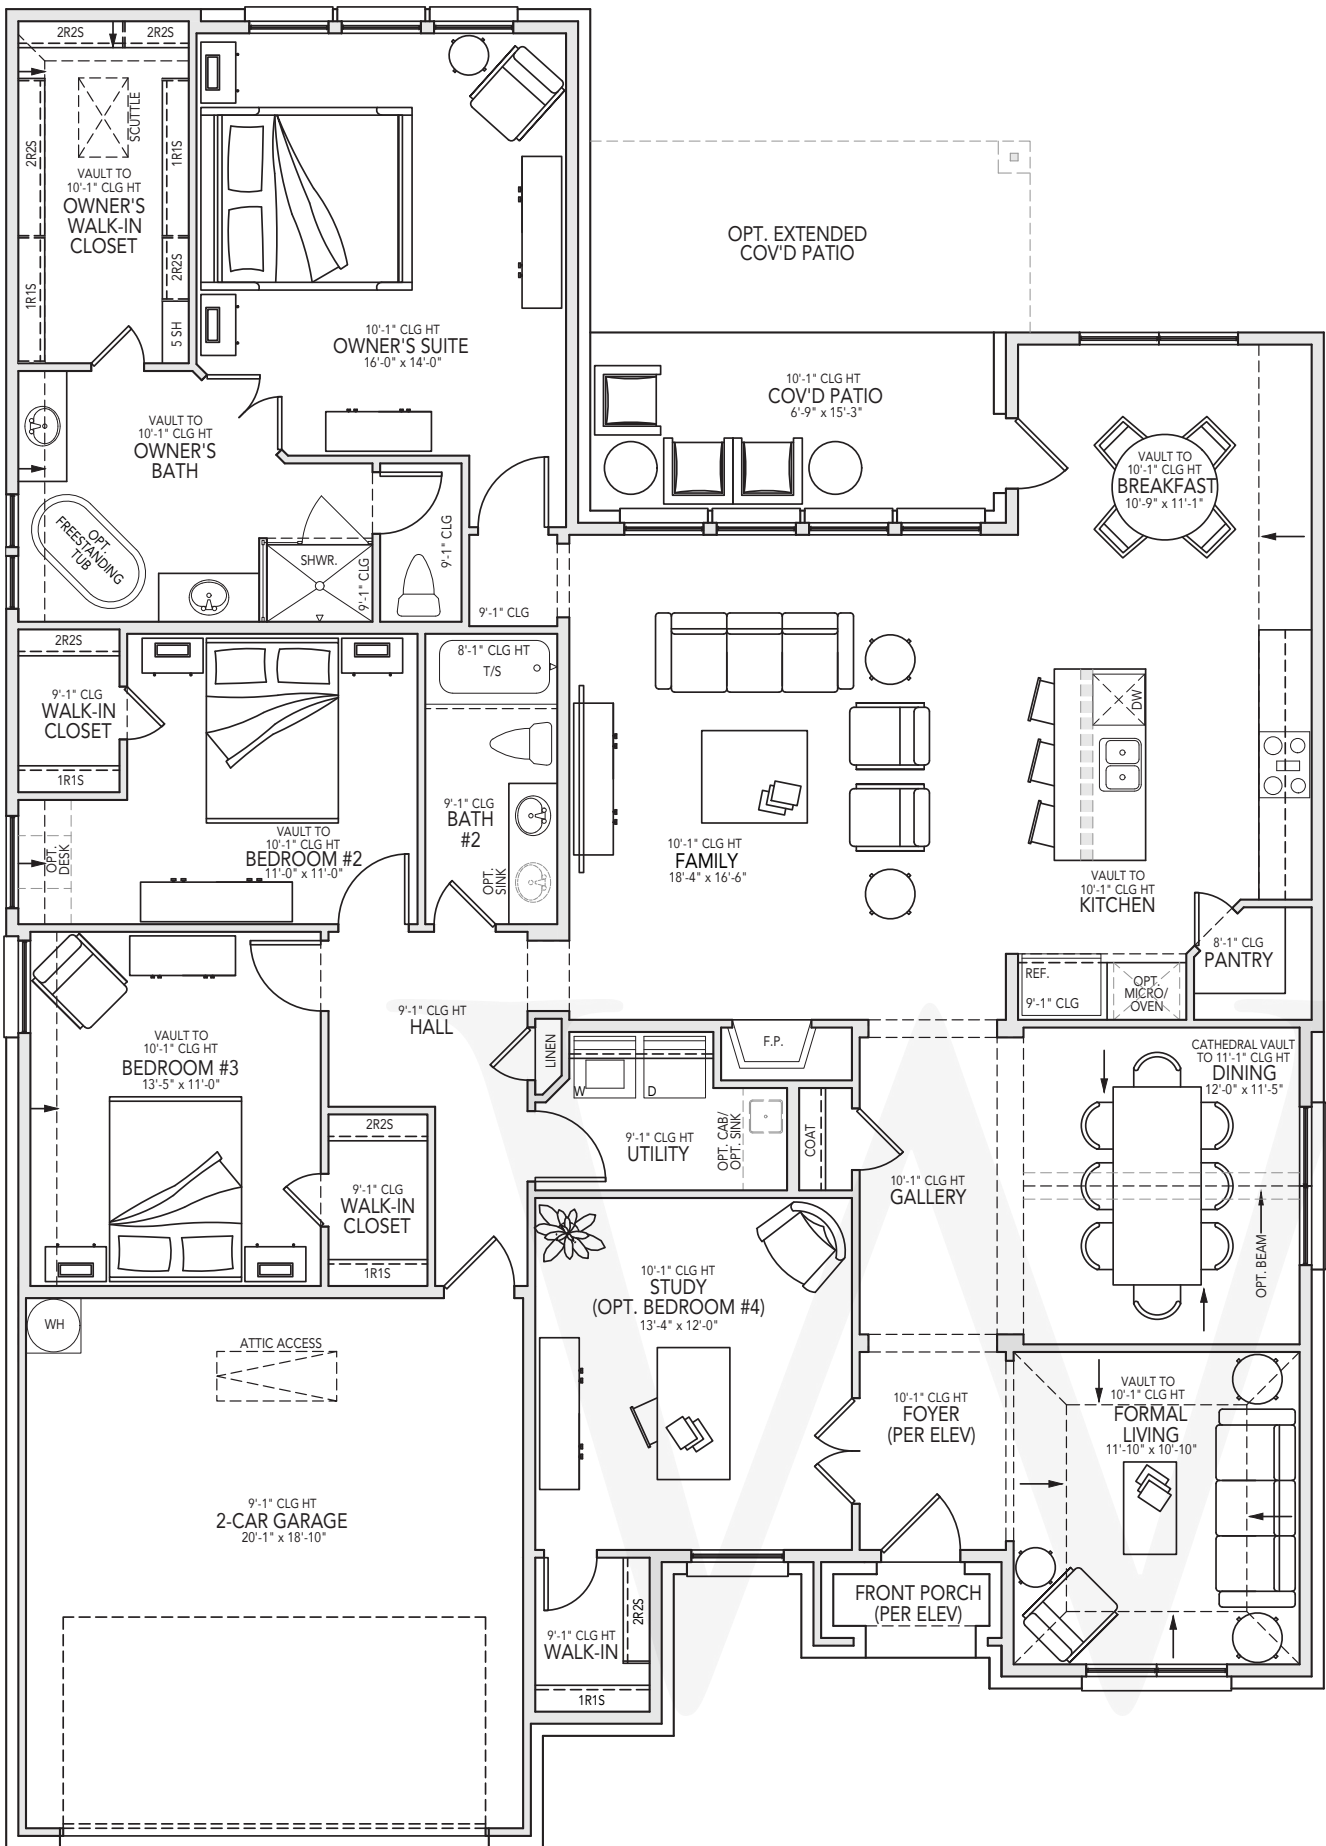 2R2S
2R2S
SCUTTLE
2R2S
1R1S
VAULT TO
10'-1" CLG HT
OWNER'S
WALK-IN
CLOSET
2R2S
1R1S
5 SH
10'-1" CLG HT
OWNER'S SUITE
16'-0" x 14'-0"
OPT. EXTENDED
COV'D PATIO
10'-1" CLG HT
COV'D PATIO
6'-9" x 15'-3"
VAULT TO
10'-1" CLG HT
OWNER'S
BATH
VAULT TO
10'-1" CLG HT
BREAKFAST
10'-9" x 11'-1"
OPT.
FREESTANDING
TUB
SHWR.
9'-1" CLG
9'-1" CLG
9'-1" CLG
2R2S
9'-1" CLG
WALK-IN
CLOSET
1R1S
8'-1" CLG HT
T/S
DW
9'-1" CLG
BATH
#2
OPT.
SINK
OPT.
DESK
VAULT TO
10'-1" CLG HT
BEDROOM #2
11'-0" x 11'-0"
10'-1" CLG HT
FAMILY
18'-4" x 16'-6"
VAULT TO
10'-1" CLG HT
KITCHEN
8'-1" CLG
PANTRY
REF.
9'-1" CLG
OPT.
MICRO/
OVEN
9'-1" CLG HT
HALL
VAULT TO
10'-1" CLG HT
BEDROOM #3
13'-5" x 11'-0"
LINEN
F.P.
W
D
CATHEDRAL VAULT
TO 11'-1" CLG HT
DINING
12'-0" x 11'-5"
2R2S
9'-1" CLG HT
UTILITY
OPT. CAB/
OPT. SINK
COAT
9'-1" CLG
WALK-IN
CLOSET
1R1S
10'-1" CLG HT
GALLERY
OPT. BEAM
10'-1" CLG HT
STUDY
(OPT. BEDROOM #4)
13'-4" x 12'-0"
WH
ATTIC ACCESS
10'-1" CLG HT
FOYER
(PER ELEV)
VAULT TO
10'-1" CLG HT
FORMAL
LIVING
11'-10" x 10'-10"
9'-1" CLG HT
2-CAR GARAGE
20'-1" x 18'-10"
FRONT PORCH
(PER ELEV)
2R2S
9'-1" CLG HT
WALK-IN
1R1S
W